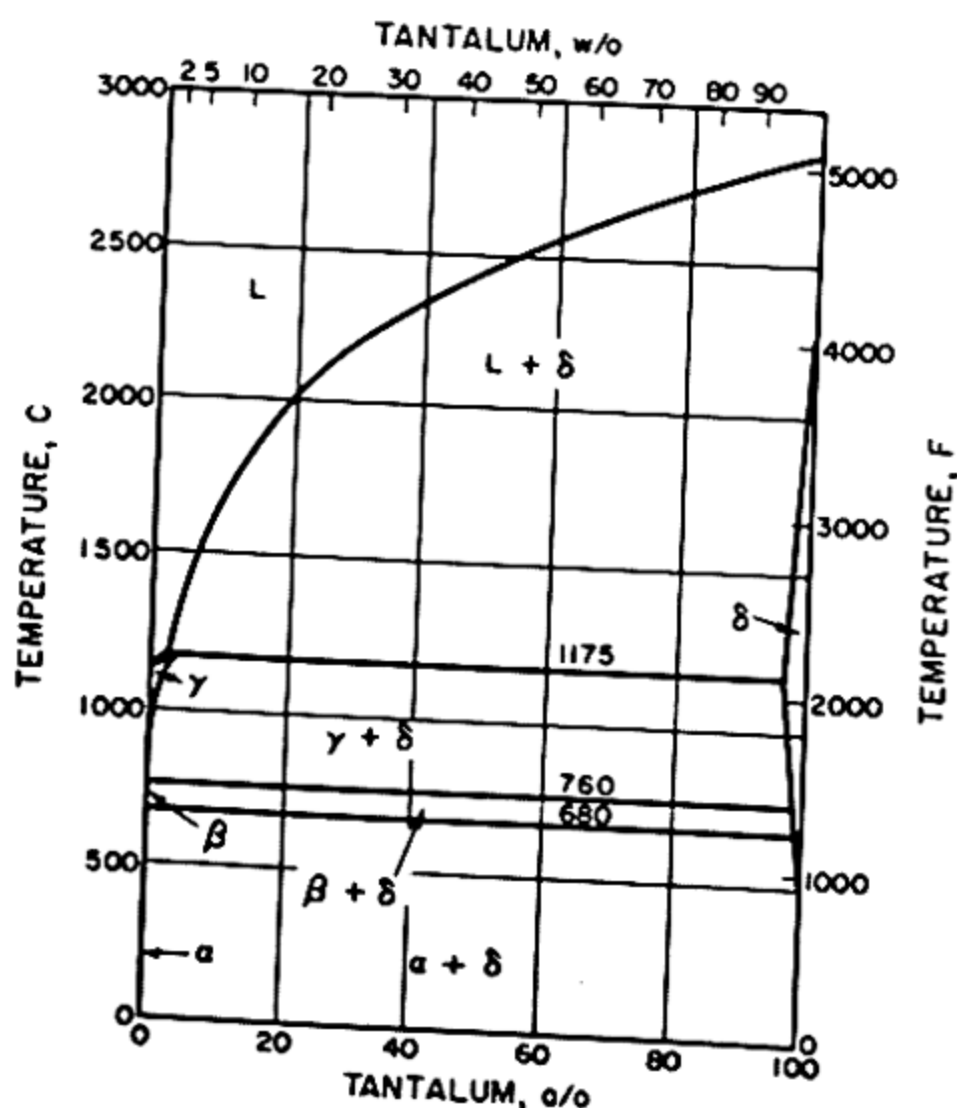 TANTALUM, w/o
2 5 10 20 30 40 50 60 70 80 90
3000
5000
2500
L
4000
L + δ
2000
TEMPERATURE, C
TEMPERATURE, F
3000
1500
δ
1175
γ
2000
1000
γ + δ
760
680
β
500
1000
β + δ
α
α + δ
0
0
0 20 40 60 80 100
TANTALUM, a/o